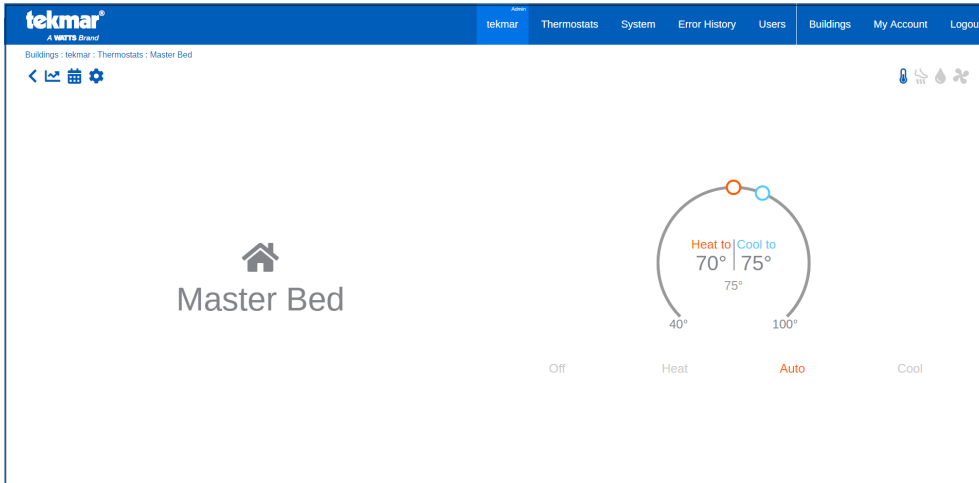 tekmar®
A WATTS Brand
Admin
tekmar Thermostats System Error History Users Buildings My Account Logou
Buildings : tekmar : Thermostats : Master Bed
Master Bed
Heat to Cool to
70° 75°
75°
40° 100°
Off Heat Auto Cool